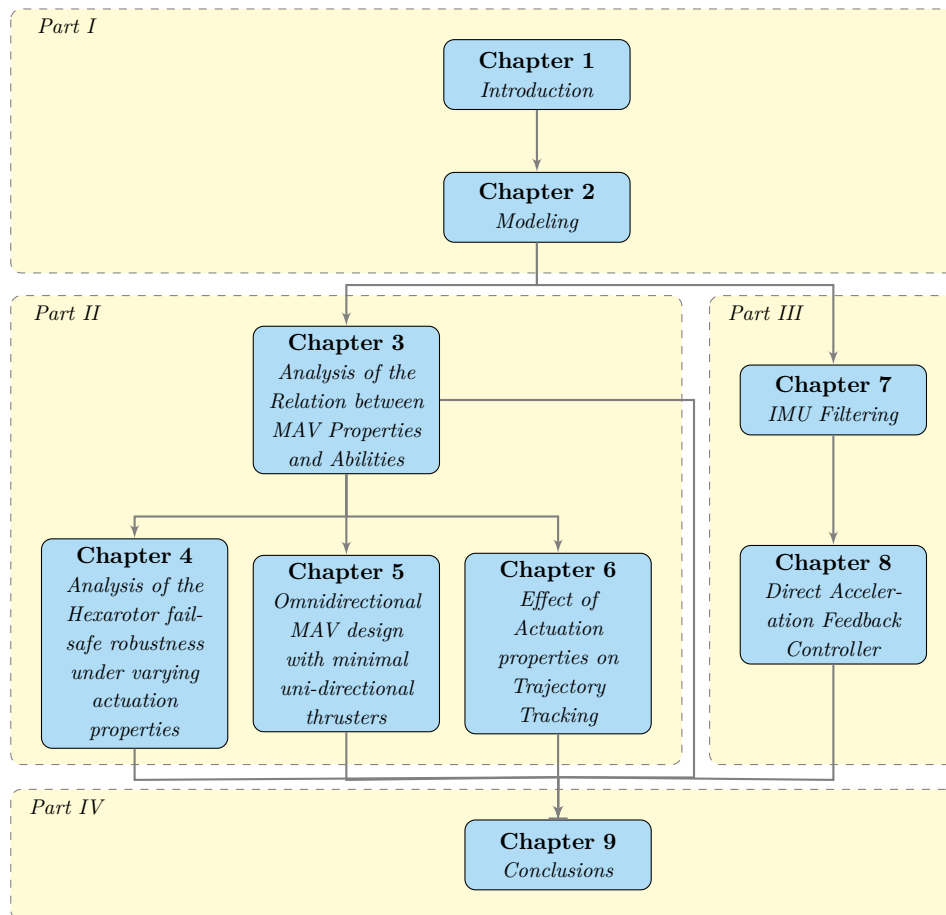 Part I
Chapter 1
Introduction
Chapter 2
Modeling
Part II
Chapter 3
Analysis of the
Relation between
MAV Properties
and Abilities
Chapter 4
Analysis of the
Hexarotor fail-
safe robustness
under varying
actuation
properties
Chapter 5
Omnidirectional
MAV design
with minimal
uni-directional
thrusters
Chapter 6
Effect of
Actuation
properties on
Trajectory
Tracking
Part III
Chapter 7
IMU Filtering
Chapter 8
Direct Acceler-
ation Feedback
Controller
Part IV
Chapter 9
Conclusions